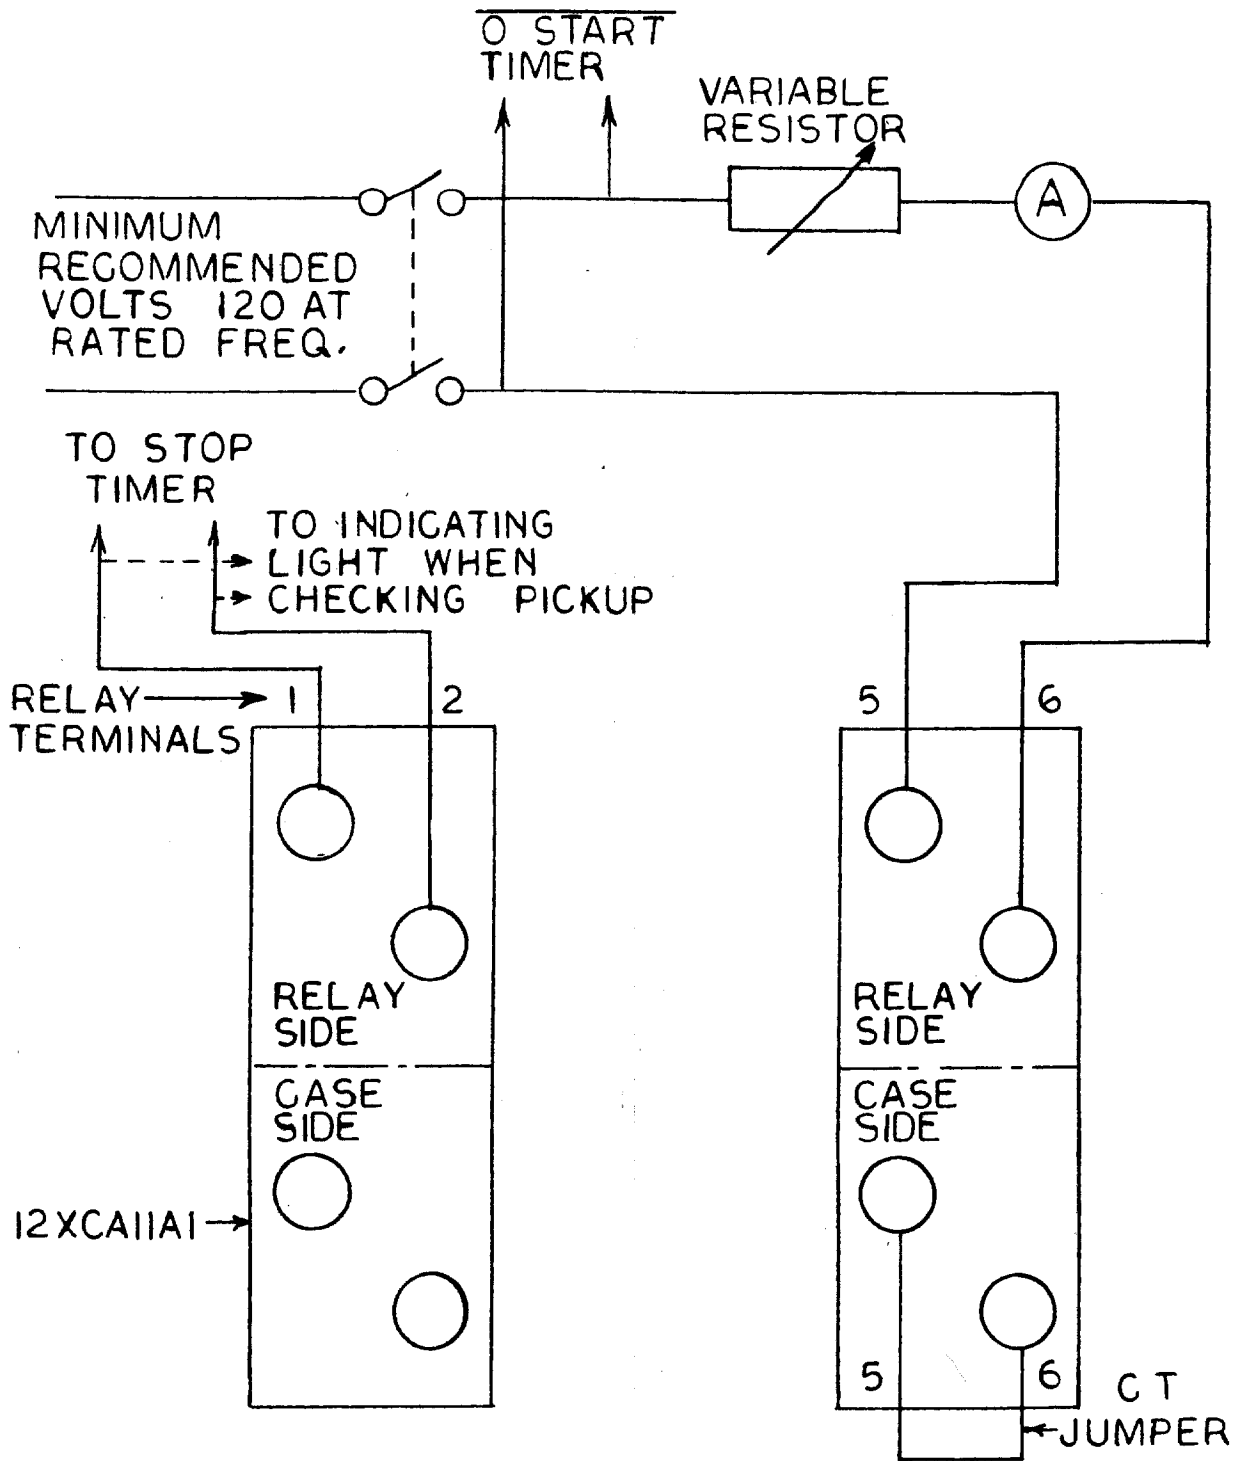 O START
TIMER
VARIABLE
RESISTOR
A
MINIMUM
RECOMMENDED
VOLTS 120 AT
RATED FREQ.
TO STOP
TIMER
TO INDICATING
LIGHT WHEN
CHECKING PICKUP
RELAY
TERMINALS
1
2
5
6
RELAY
SIDE
CASE
SIDE
RELAY
SIDE
CASE
SIDE
12XCA11A1
5
6
CT
JUMPER